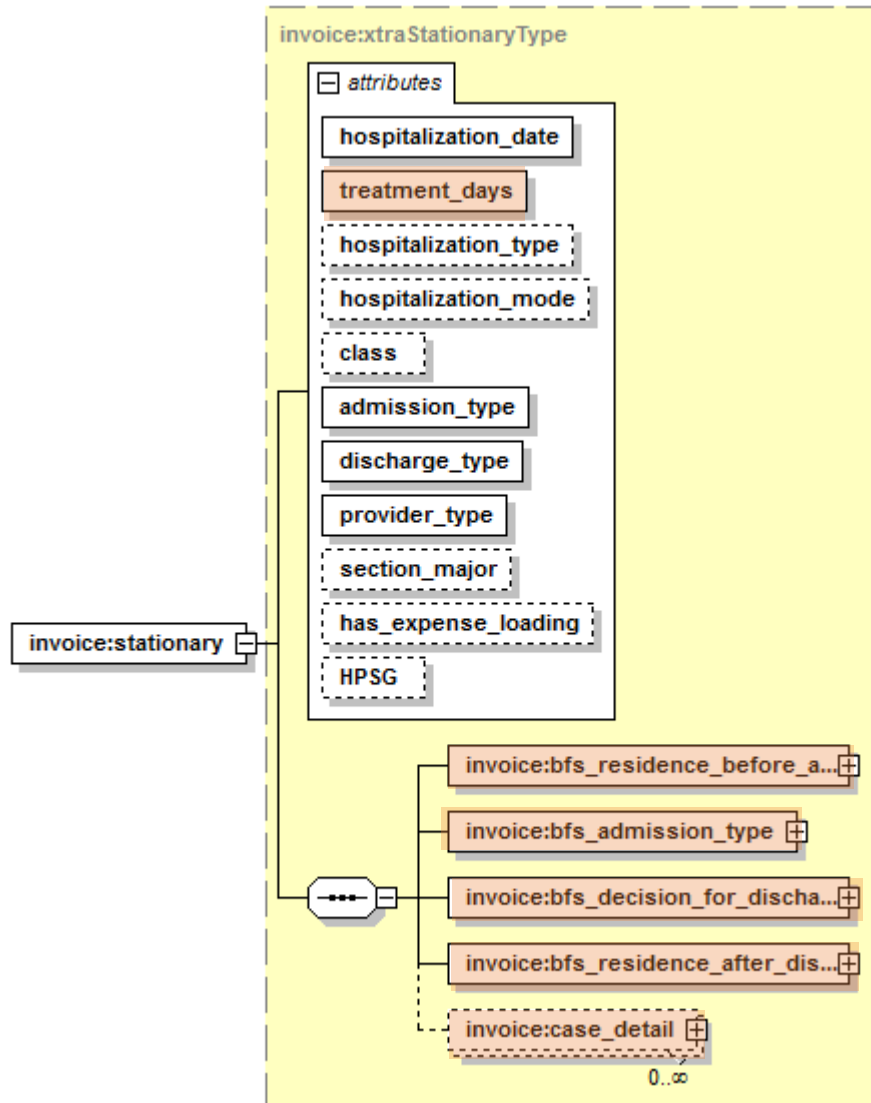 invoice:xtraStationaryType
attributes
hospitalization_date
treatment_days
hospitalization_type
hospitalization_mode
class
admission_type
discharge_type
provider_type
section_major
has_expense_loading
HPSG
invoice:stationary
invoice:bfs_residence_before_a...
invoice:bfs_admission_type
invoice:bfs_decision_for_discha...
invoice:bfs_residence_after_dis...
invoice:case_detail
0..∞